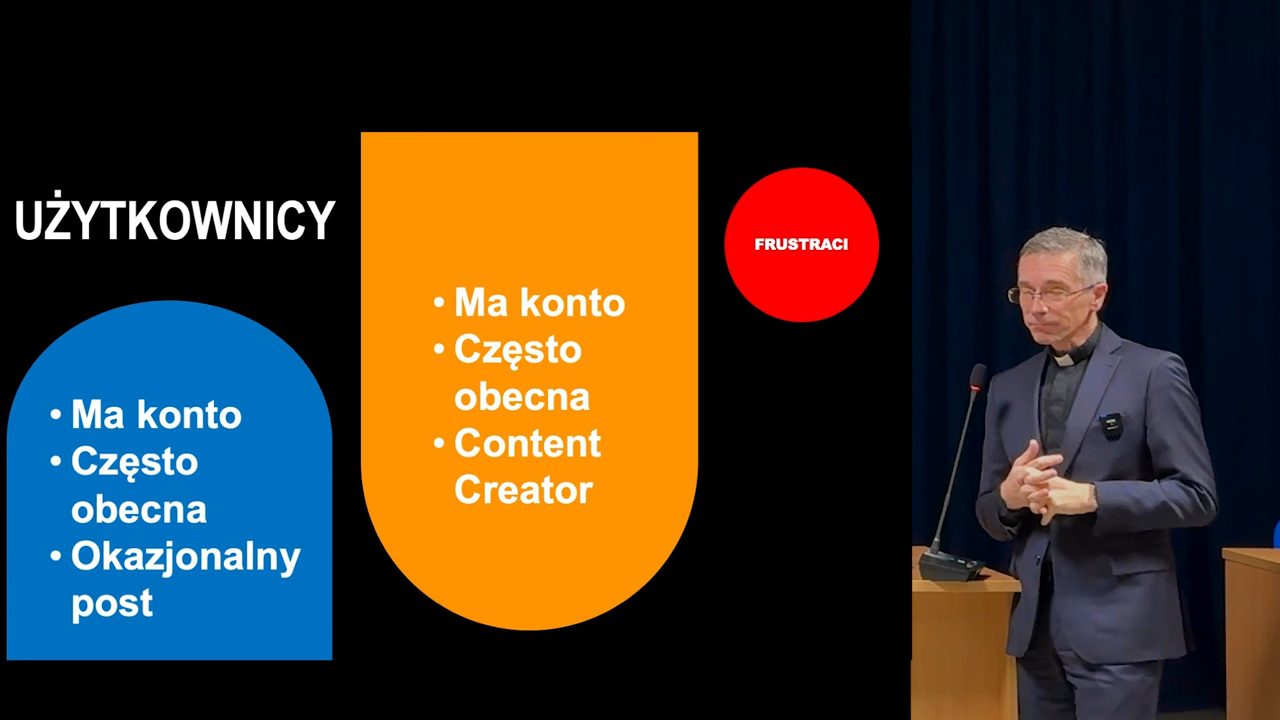 UŻYTKOWNICY
• Ma konto
• Często
obecna
• Okazjonalny
post
• Ma konto
• Często
obecna
• Content
Creator
FRUSTRACI